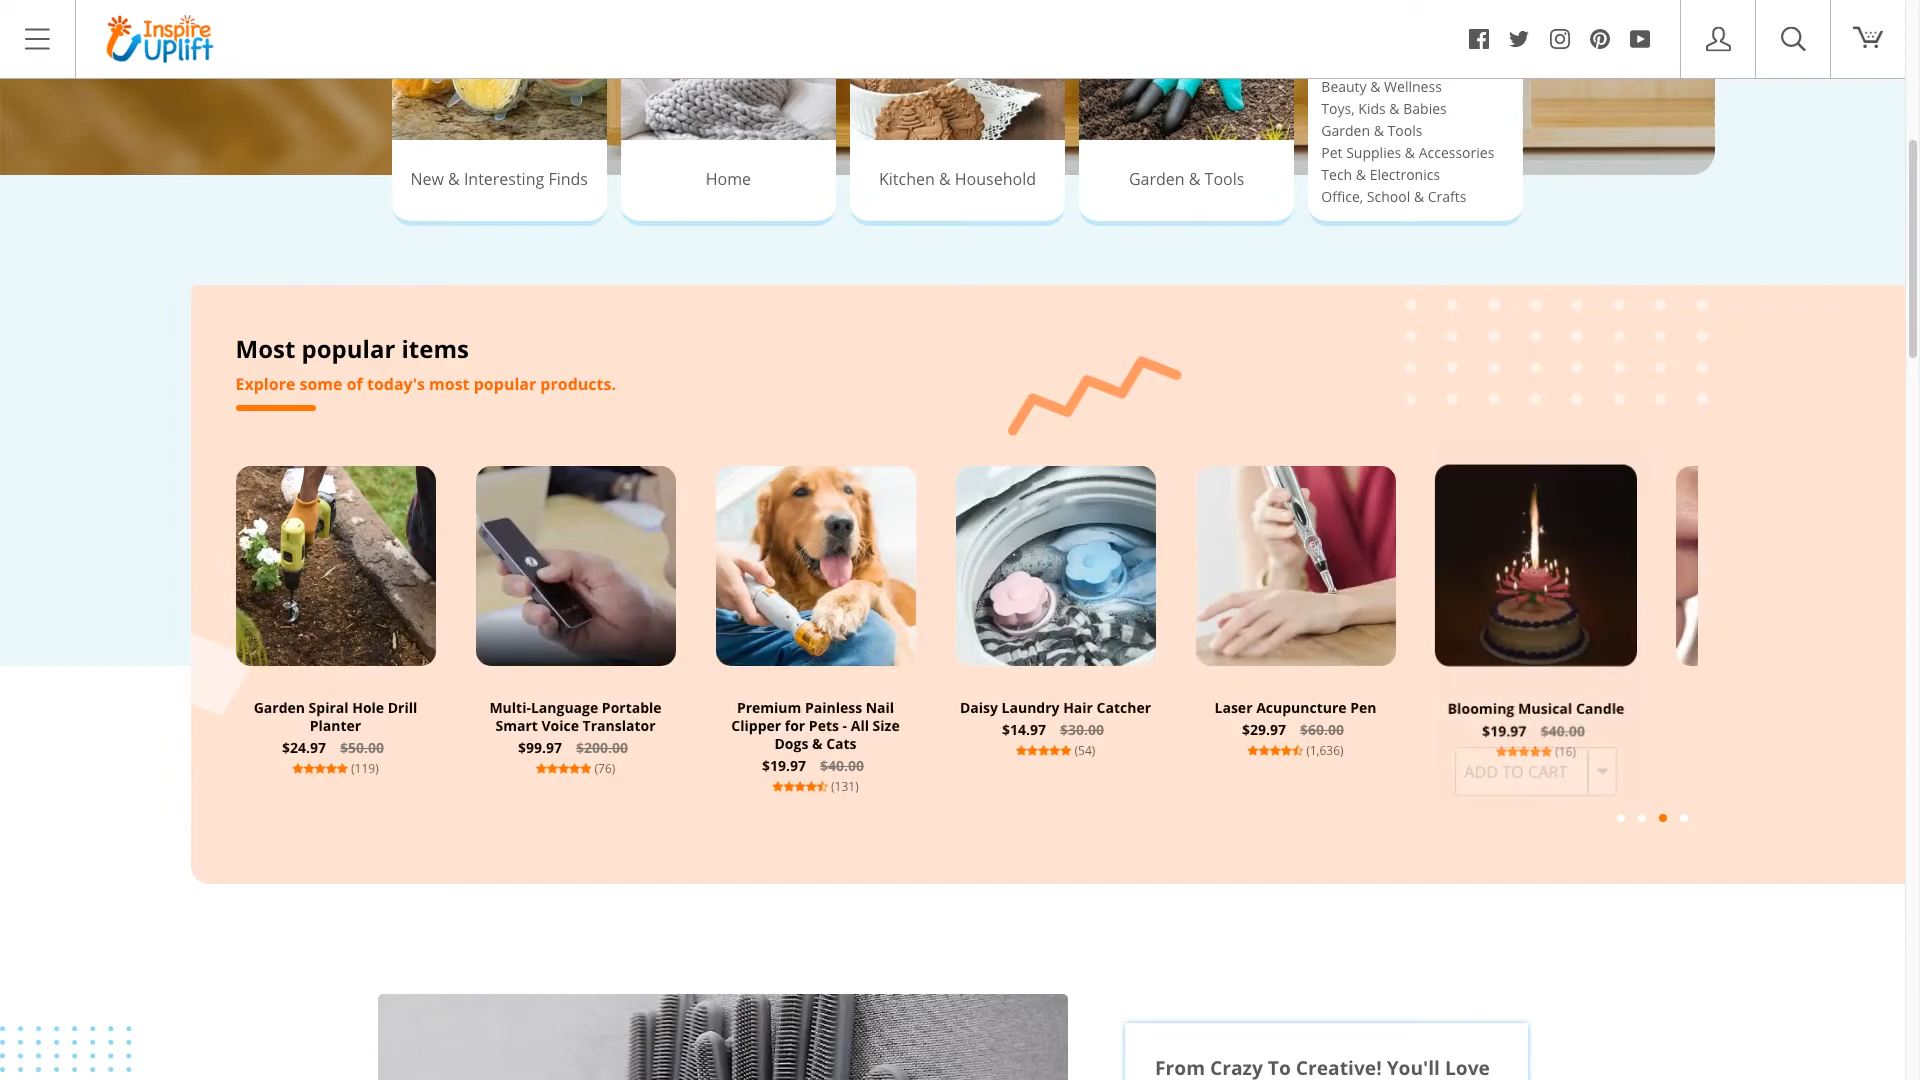 Inspire
Uplift
Beauty & Wellness
Toys, Kids & Babies
Garden & Tools
Pet Supplies & Accessories
Tech & Electronics
Office, School & Crafts
New & Interesting Finds
Home
Kitchen & Household
Garden & Tools
Most popular items
Explore some of today's most popular products.
Garden Spiral Hole Drill
Planter
$24.97 $50.00
(119)
Multi-Language Portable
Smart Voice Translator
$99.97 $200.00
(76)
Premium Painless Nail
Clipper for Pets - All Size
Dogs & Cats
$19.97 $40.00
(131)
Daisy Laundry Hair Catcher
$14.97 $30.00
(54)
Laser Acupuncture Pen
$29.97 $60.00
(1,636)
Blooming Musical Candle
$19.97 $40.00
(16)
ADD TO CART
From Crazy To Creative! You'll Love